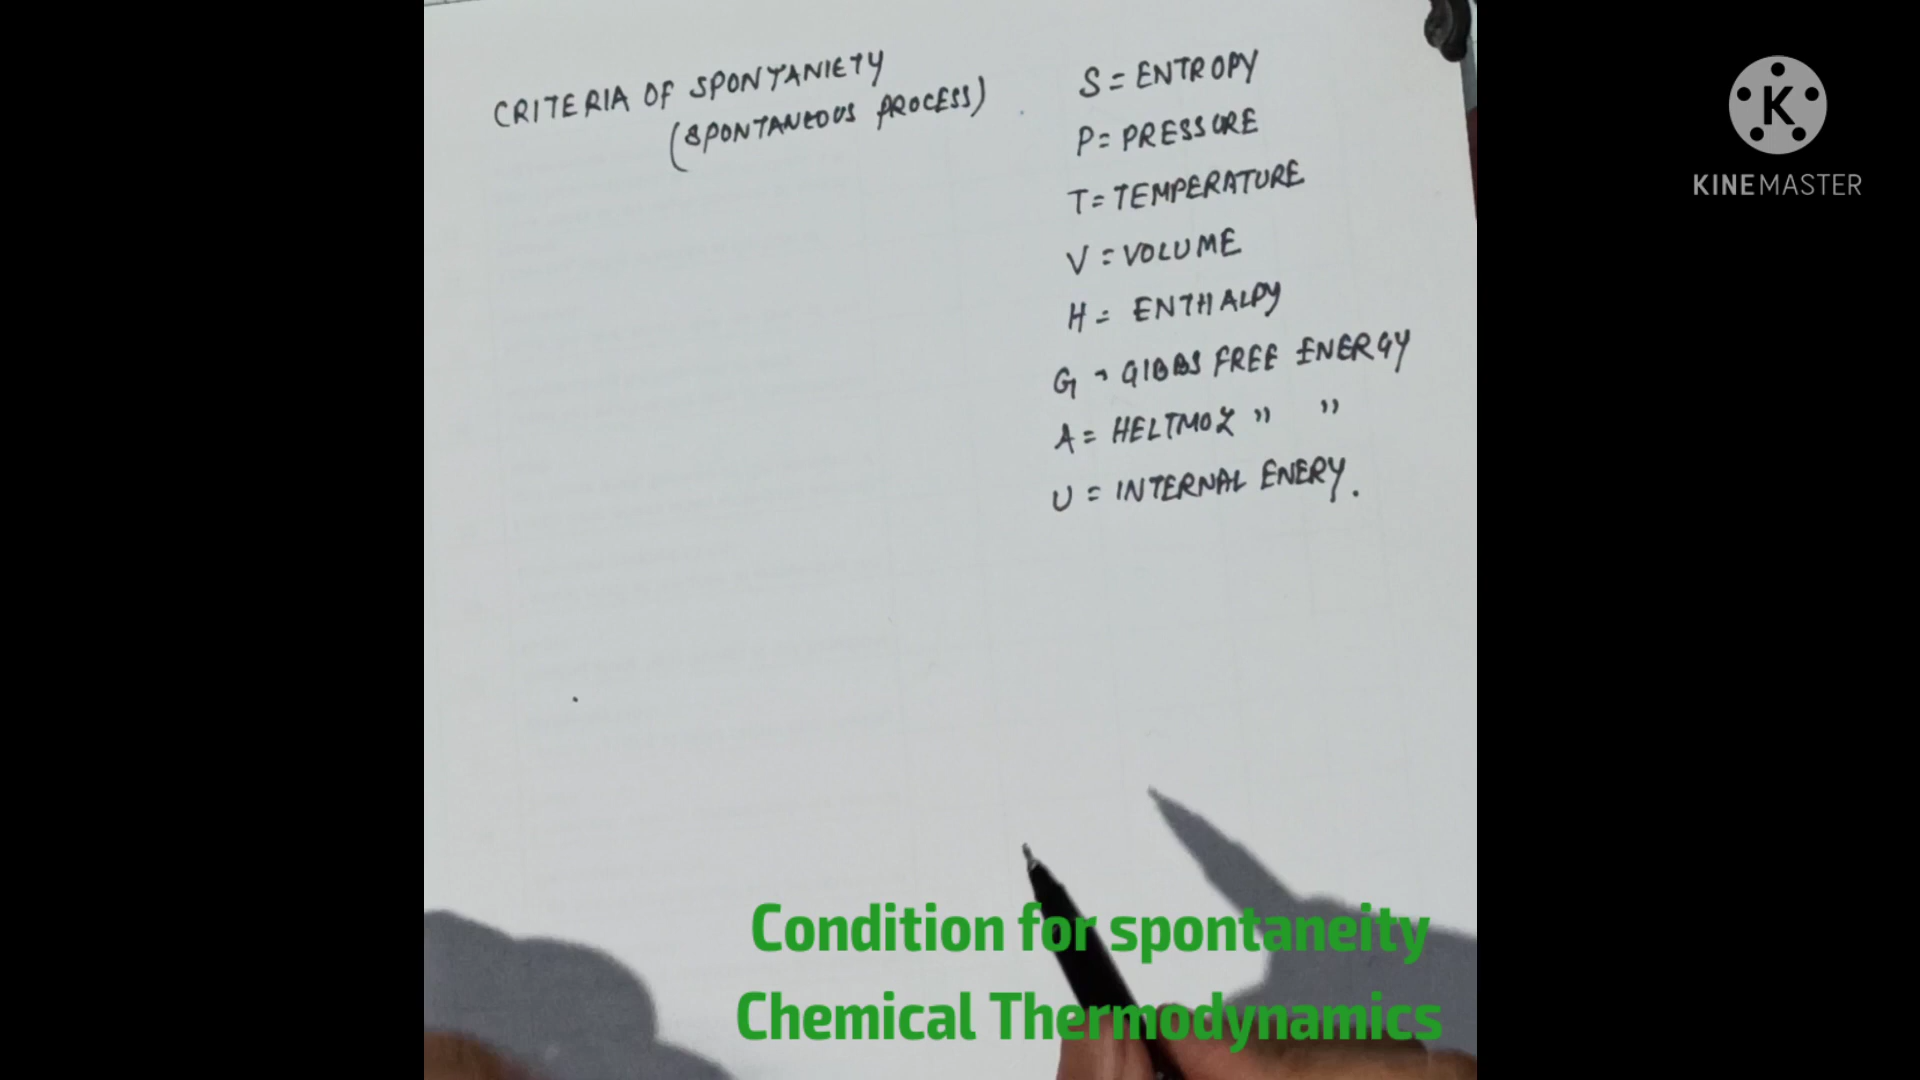 CRITERIA OF SPONTANIETY
(SPONTANEOUS PROCESS)
S = ENTROPY
P = PRESSURE
T = TEMPERATURE
V = VOLUME
H = ENTHALPY
G = GIBBS FREE ENERGY
A = HELTMOZ " "
U = INTERNAL ENERY.
Condition for spontaneity
Chemical Thermodynamics
K
KINEMASTER